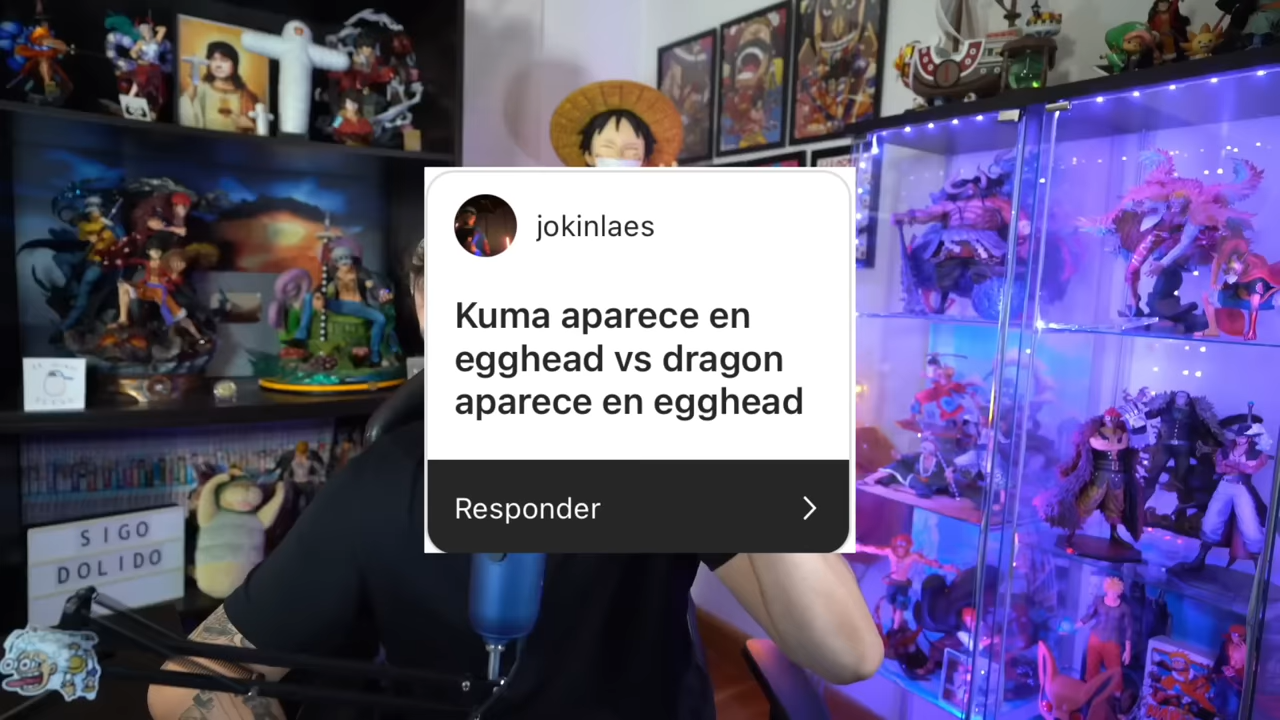 jokinlaes
Kuma aparece en
egghead vs dragon
aparece en egghead
Responder
SIGO
DOLIDO